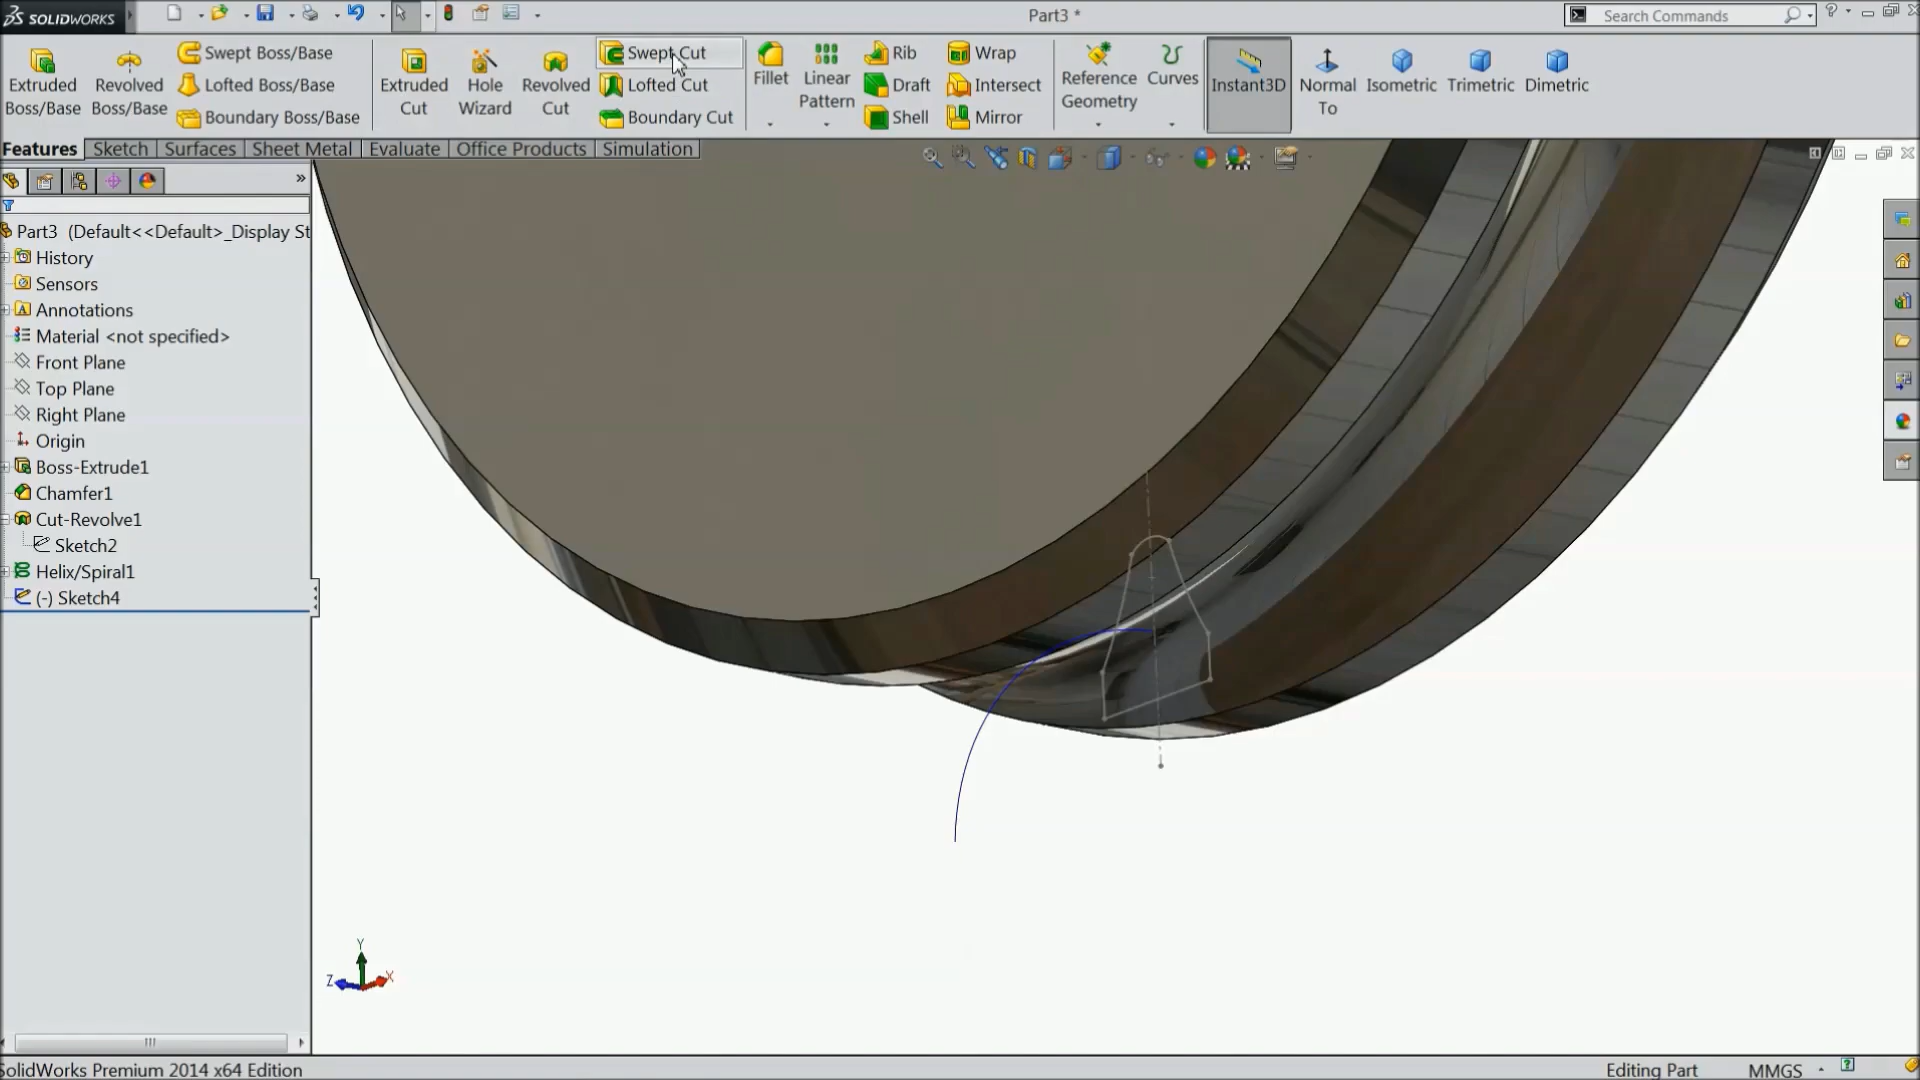 SOLIDWORKS
Part3 *
Search Commands
Extruded Boss/Base
Revolved Boss/Base
Swept Boss/Base
Lofted Boss/Base
Boundary Boss/Base
Extruded Cut
Hole Wizard
Revolved Cut
Swept Cut
Lofted Cut
Boundary Cut
Fillet
Linear Pattern
Rib
Draft
Shell
Wrap
Intersect
Mirror
Reference Geometry
Curves
Instant3D
Normal To
Isometric
Trimetric
Dimetric
Features
Sketch
Surfaces
Sheet Metal
Evaluate
Office Products
Simulation
Part3 (Default<<Default>_Display St
History
Sensors
Annotations
Material <not specified>
Front Plane
Top Plane
Right Plane
Origin
Boss-Extrude1
Chamfer1
Cut-Revolve1
Sketch2
Helix/Spiral1
(-) Sketch4
Y
Z
X
SolidWorks Premium 2014 x64 Edition
Editing Part
MMGS